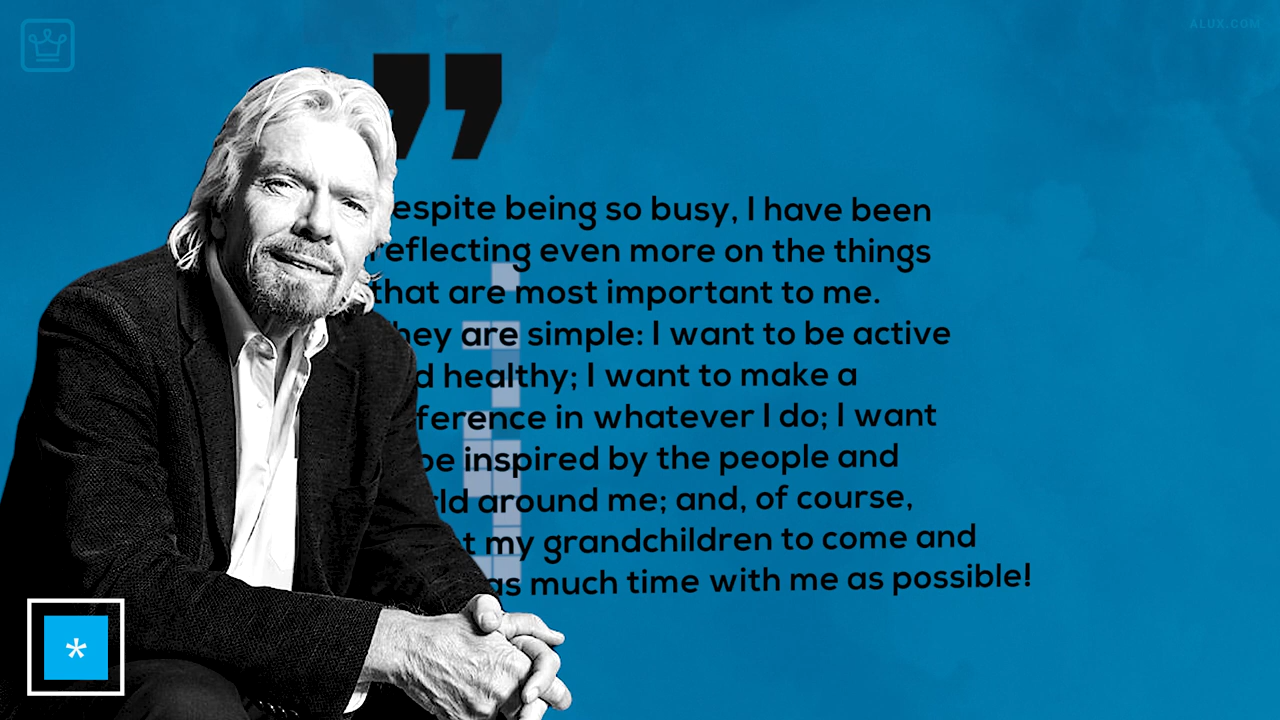 ALUX.COM
”
espite being so busy, I have been
reflecting even more on the things
that are most important to me.
hey are simple: I want to be active
d healthy; I want to make a
ference in whatever I do; I want
be inspired by the people and
rld around me; and, of course,
t my grandchildren to come and
as much time with me as possible!
*